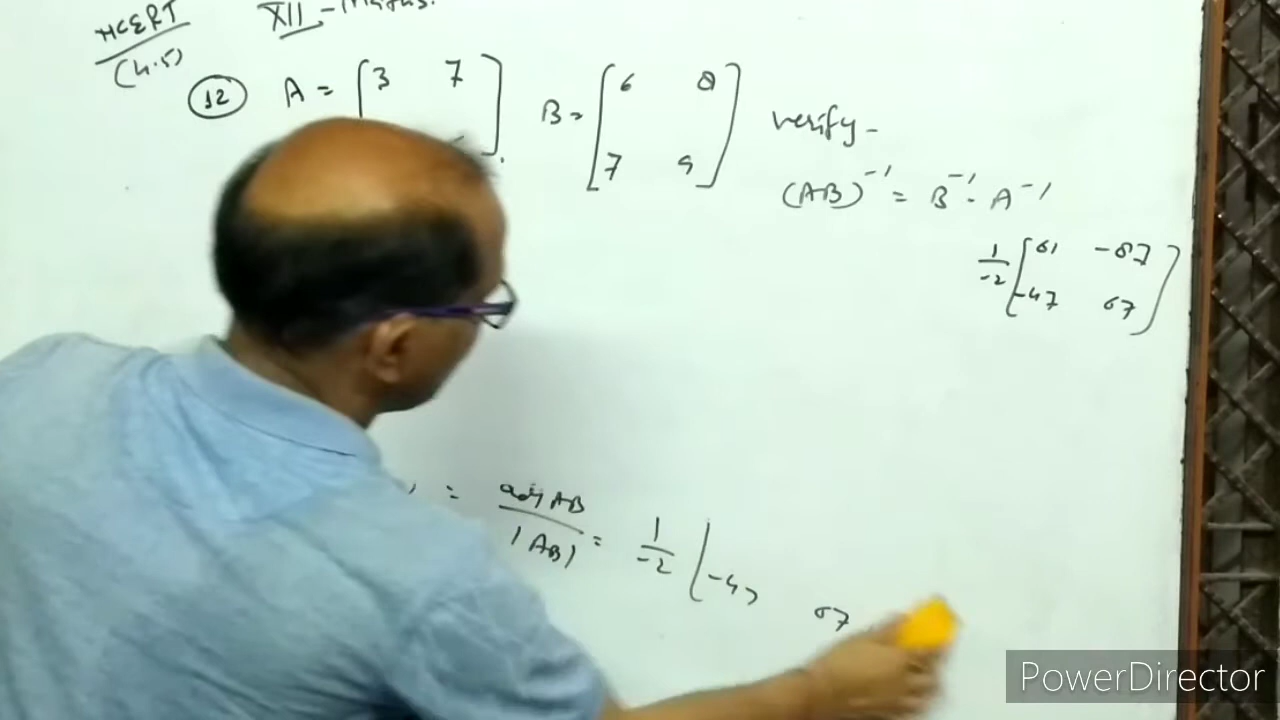 NCERT XII - Maths.
(4.5)
12 A = [3 7 ] . B = [6 8
7 9] verify -
(AB)⁻¹ = B⁻¹ · A⁻¹
1/-2 [61 -87
-47 67]
= adj AB / |AB| = 1/-2 [
-47 67
PowerDirector